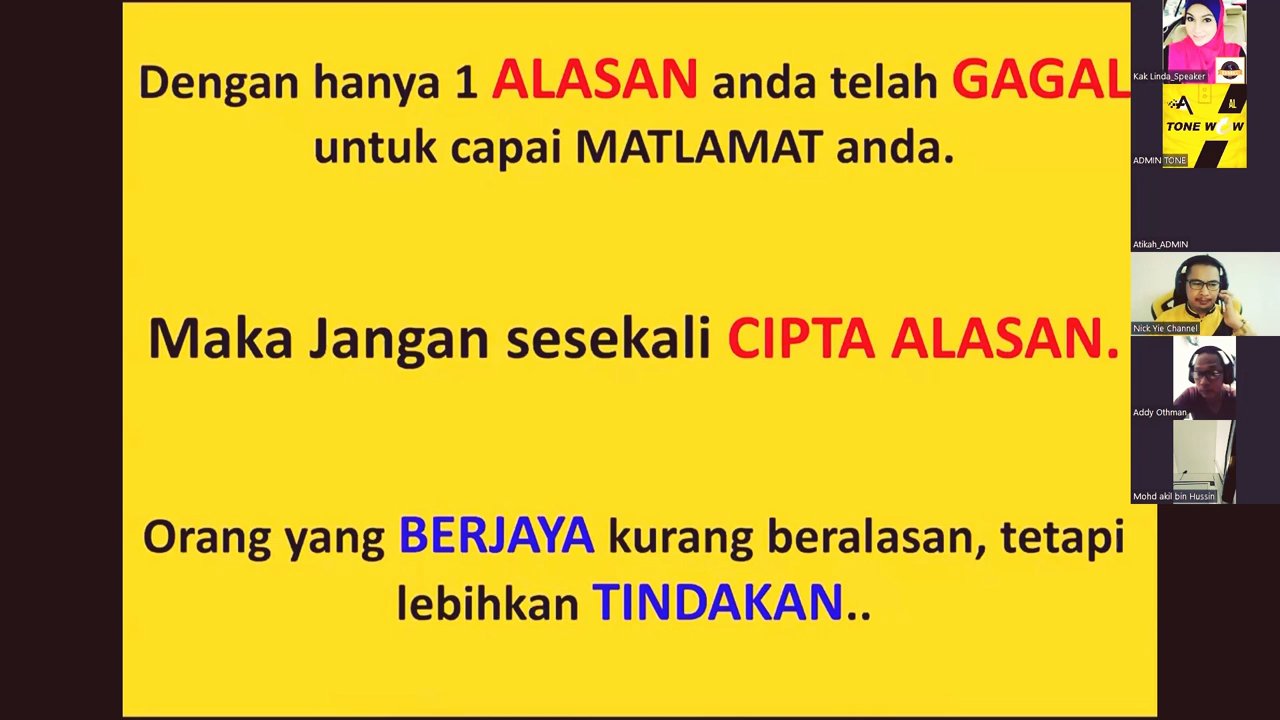 Dengan hanya 1 ALASAN anda telah GAGAL
untuk capai MATLAMAT anda.
Maka Jangan sesekali CIPTA ALASAN.
Orang yang BERJAYA kurang beralasan, tetapi
lebihkan TINDAKAN..
Kak Linda_Speaker
A
AL
TONE WOW
ADMIN TONE
Atikah_ADMIN
Nick Yie Channel
Addy Othman
Mohd akil bin Hussin